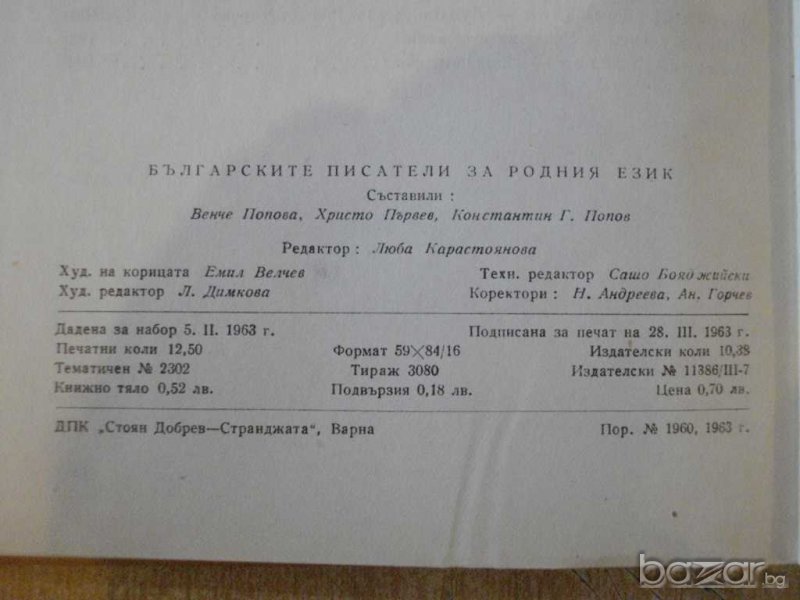 БЪЛГАРСКИТЕ ПИСАТЕЛИ ЗА РОДНИЯ ЕЗИК
Съставили :
Венче Попова, Христо Първев, Константин Г. Попов
Редактор : Люба Карастоянова
Худ. на корицата Емил Велчев Техн. редактор Сашо Бояджийски
Худ. редактор Л. Димкова Коректори : Н. Андреева, Ан. Горчев
Дадена за набор 5. II. 1963 г. Подписана за печат на 28. III. 1963 г.
Печатни коли 12,50 Формат 59×84/16 Издателски коли 10,38
Тематичен № 2302 Тираж 3080 Издателски № 11386/III-7
Книжно тяло 0,52 лв. Подвързия 0,18 лв. Цена 0,70 лв.
ДПК „Стоян Добрев—Странджата“, Варна Пор. № 1960, 1963 г.
bazar.bg